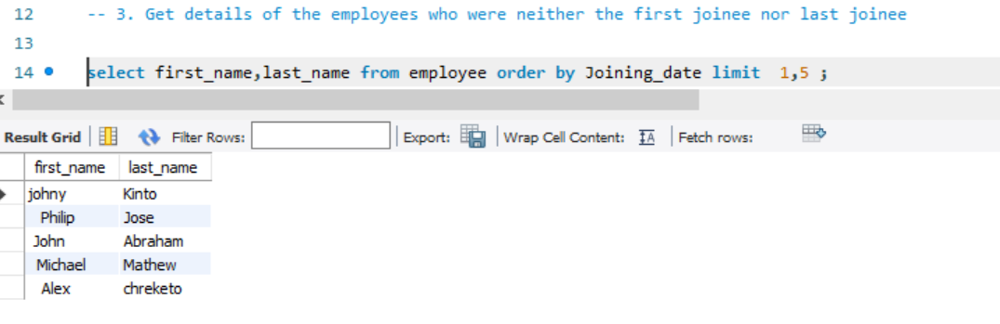 12 -- 3. Get details of the employees who were neither the first joinee nor last joinee
13
14 select first_name,last_name from employee order by Joining_date limit 1,5 ;
Result Grid Filter Rows: Export: Wrap Cell Content: IA Fetch rows:
first_name last_name
johny Kinto
Philip Jose
John Abraham
Michael Mathew
Alex chreketo